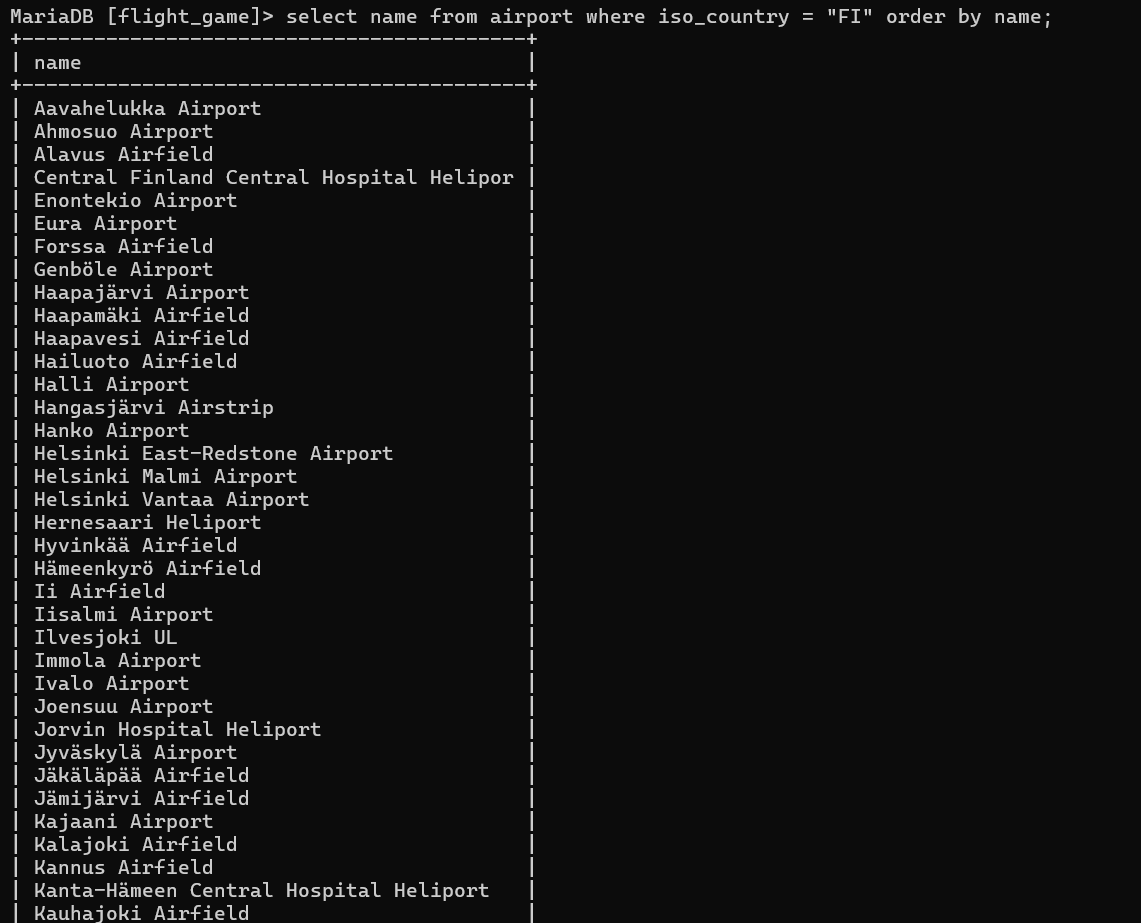 MariaDB [flight_game]> select name from airport where iso_country = "FI" order by name;
+------------------------------------------+
| name                                     |
+------------------------------------------+
| Aavahelukka Airport                      |
| Ahmosuo Airport                          |
| Alavus Airfield                          |
| Central Finland Central Hospital Helipor |
| Enontekio Airport                        |
| Eura Airport                             |
| Forssa Airfield                          |
| Genböle Airport                          |
| Haapajärvi Airport                       |
| Haapamäki Airfield                       |
| Haapavesi Airfield                       |
| Hailuoto Airfield                        |
| Halli Airport                            |
| Hangasjärvi Airstrip                     |
| Hanko Airport                            |
| Helsinki East-Redstone Airport           |
| Helsinki Malmi Airport                   |
| Helsinki Vantaa Airport                  |
| Hernesaari Heliport                      |
| Hyvinkää Airfield                        |
| Hämeenkyrö Airfield                      |
| Ii Airfield                              |
| Iisalmi Airport                          |
| Ilvesjoki UL                             |
| Immola Airport                           |
| Ivalo Airport                            |
| Joensuu Airport                          |
| Jorvin Hospital Heliport                 |
| Jyväskylä Airport                        |
| Jäkäläpää Airfield                       |
| Jämijärvi Airfield                       |
| Kajaani Airport                          |
| Kalajoki Airfield                        |
| Kannus Airfield                          |
| Kanta-Hämeen Central Hospital Heliport   |
| Kauhajoki Airfield                       |